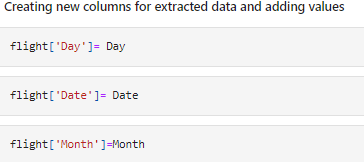 Creating new columns for extracted data and adding values
flight['Day']= Day
flight['Date']= Date
flight['Month']=Month